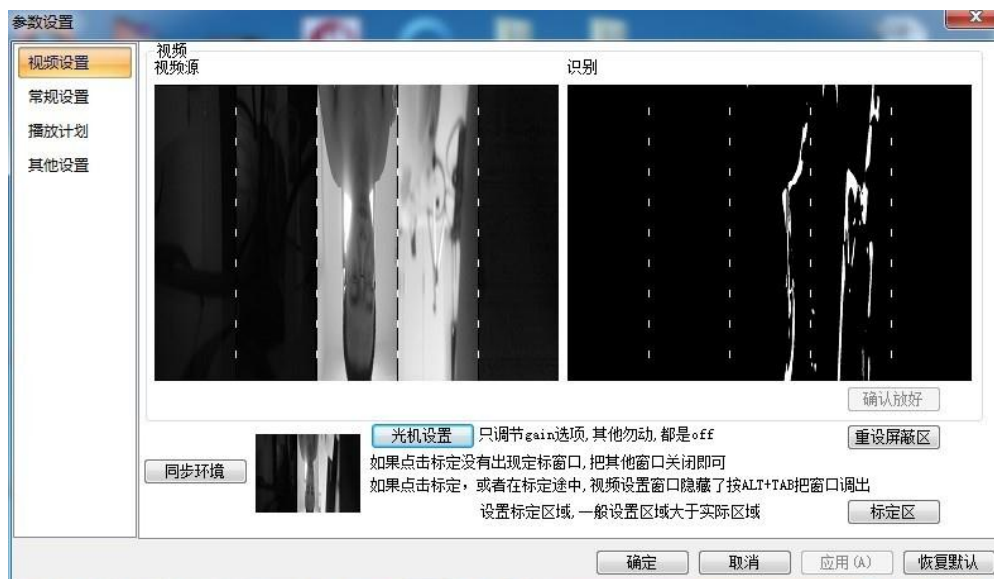 参数设置
视频设置
常规设置
播放计划
其他设置
视频
视频源
识别
确认放好
光机设置
只调节gain选项,其他勿动,都是off
重设屏蔽区
同步环境
如果点击标定没有出现定标窗口,把其他窗口关闭即可
如果点击标定，或者在标定途中,视频设置窗口隐藏了按ALT+TAB把窗口调出
设置标定区域,一般设置区域大于实际区域
标定区
确定
取消
应用(A)
恢复默认